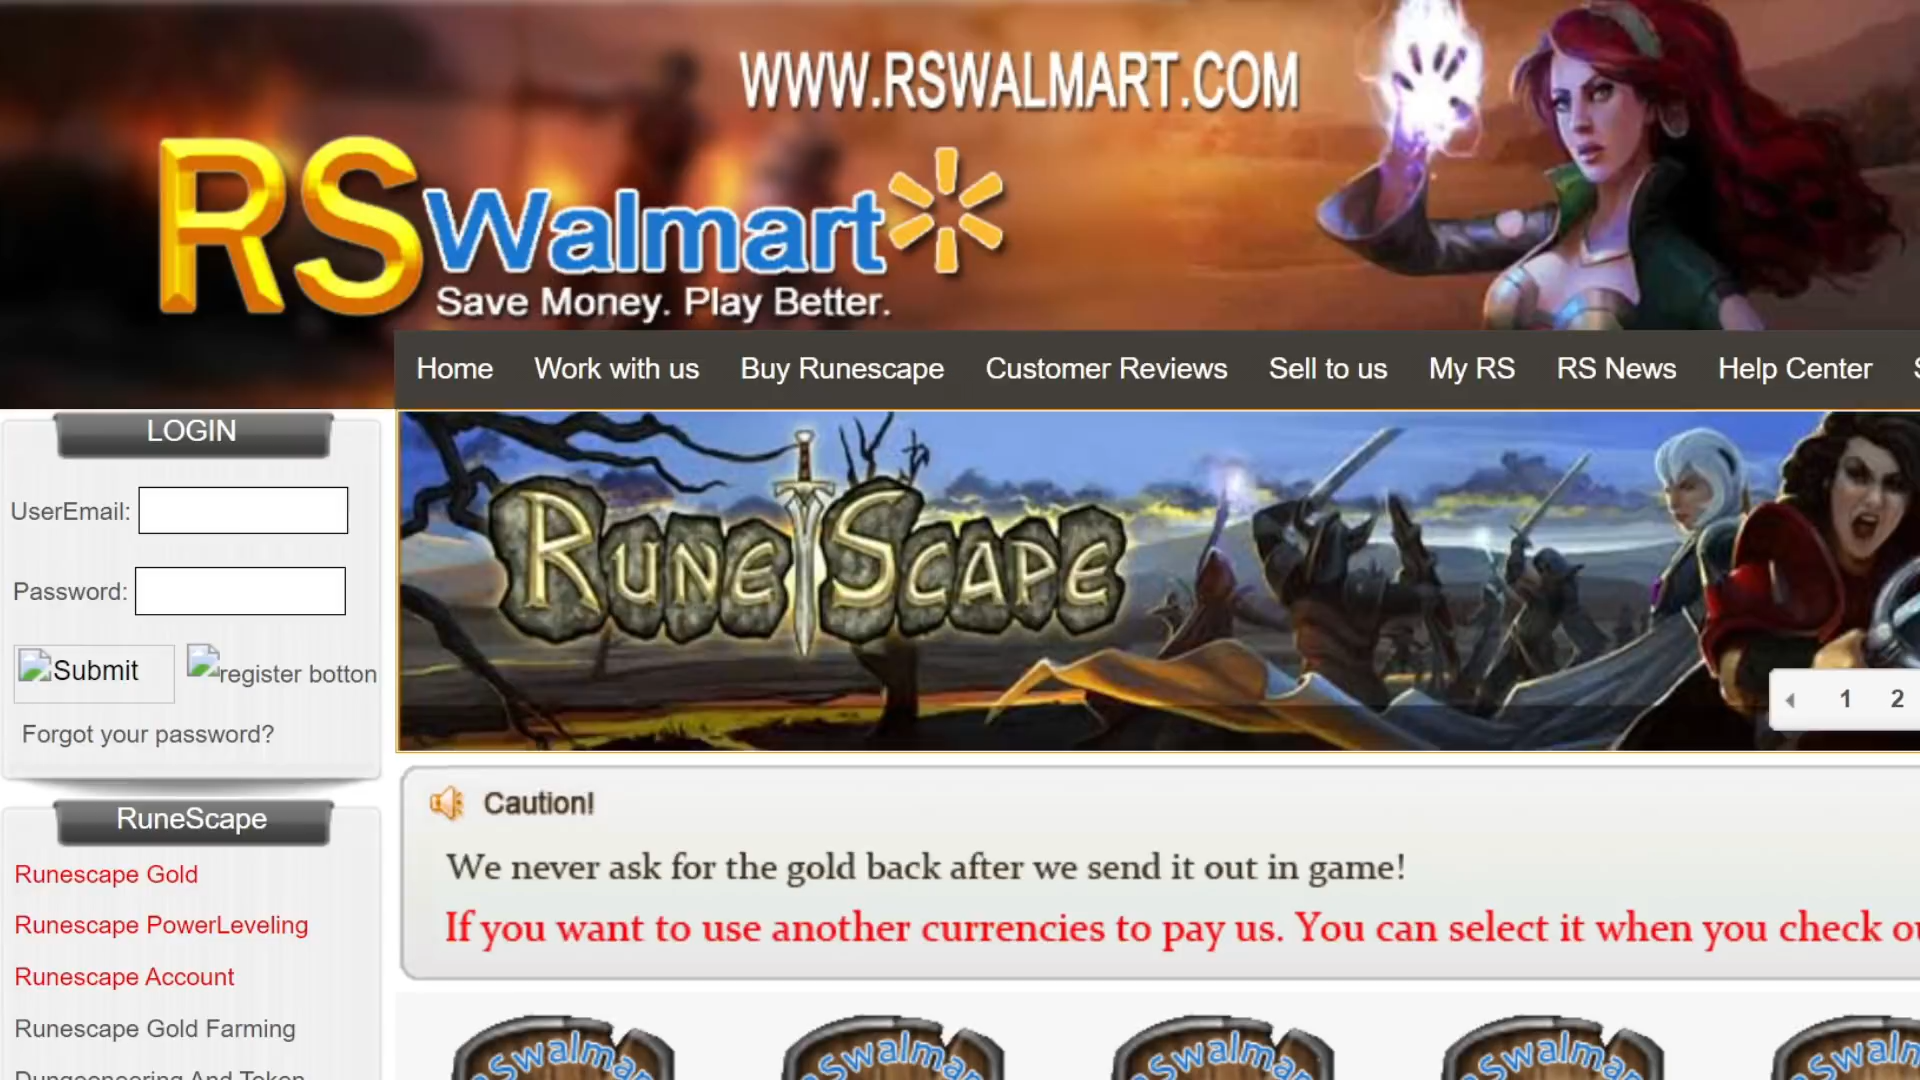 WWW.RSWALMART.COM
RS Walmart
Save Money. Play Better.
Home Work with us Buy Runescape Customer Reviews Sell to us My RS RS News Help Center
LOGIN
UserEmail:
Password:
Submit register botton
Forgot your password?
RUNESCAPE
1 2
Caution!
We never ask for the gold back after we send it out in game!
If you want to use another currencies to pay us. You can select it when you check
RuneScape
Runescape Gold
Runescape PowerLeveling
Runescape Account
Runescape Gold Farming
Dungeoneering And Token